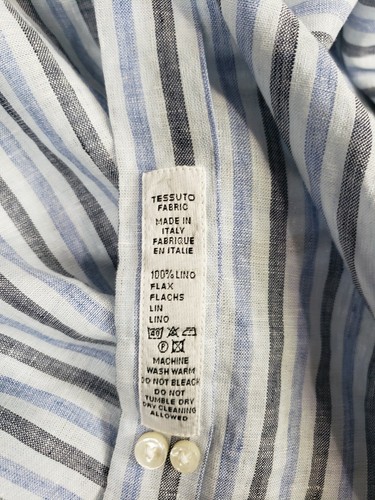 TESSUTO
FABRIC
MADE IN
ITALY
FABRIQUE
EN ITALIE
100% LINO
FLAX
FLACHS
LIN
LINO
40
P
MACHINE
WASH WARM
DO NOT BLEACH
DO NOT
TUMBLE DRY
DRY CLEANING
ALLOWED